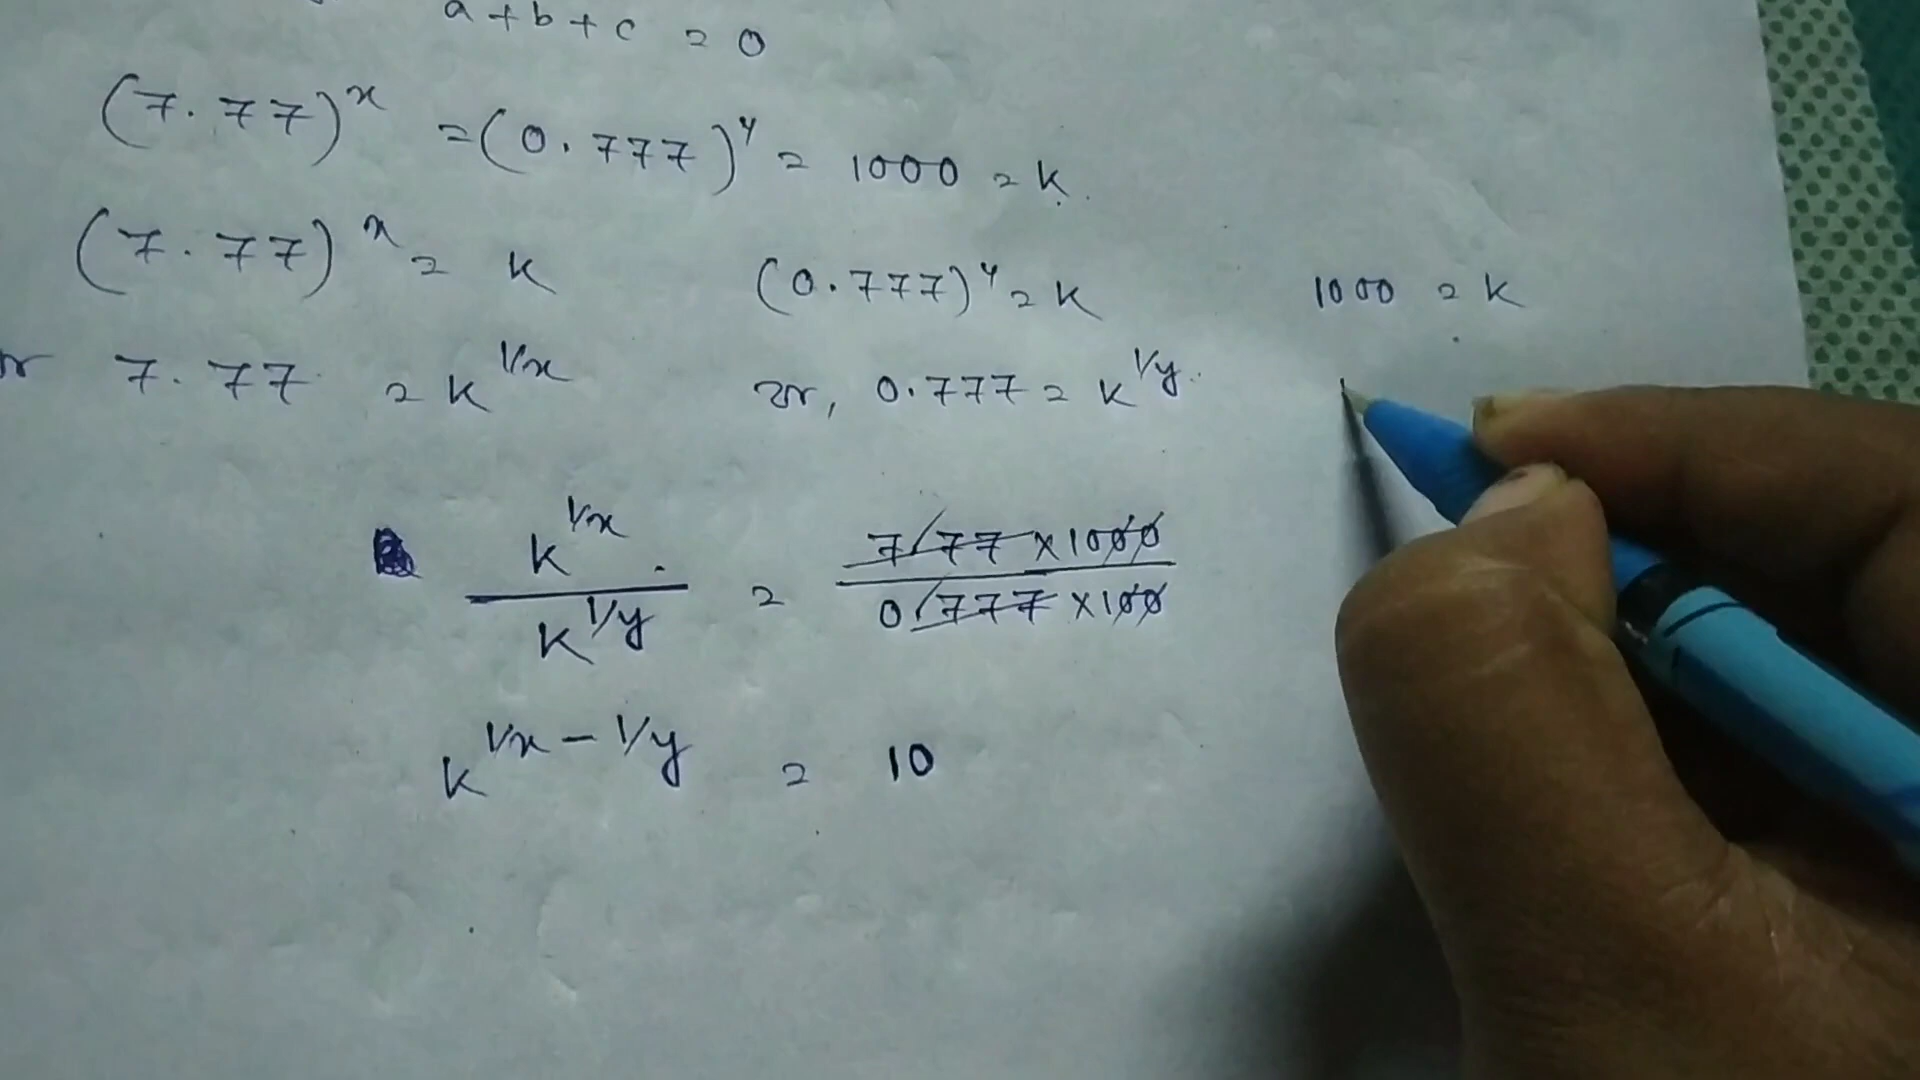 a + b + c = 0
(7.77)^x = (0.777)^y = 1000 = k.
(7.77)^x = k (0.777)^y = k 1000 = k
or 7.77 = k^1/x or, 0.777 = k^1/y.
k^1/x / k^1/y = 7.77 × 1000 / 0.777 × 100
k^1/x - 1/y = 10